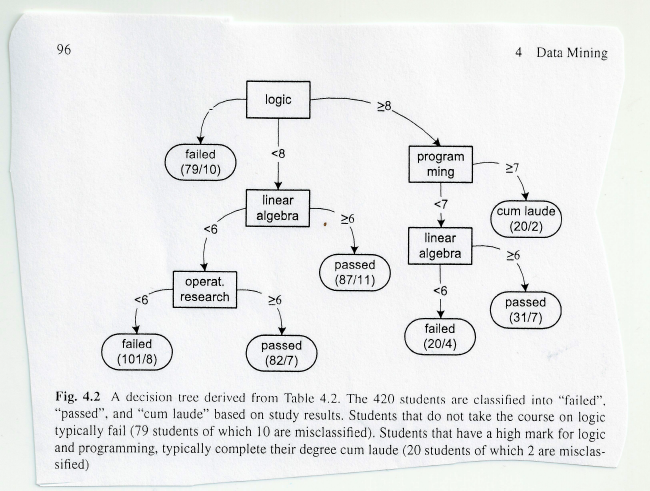 96
4 Data Mining
logic
≥8
failed
(79/10)
<8
program
ming
≥7
linear
algebra
<7
cum laude
(20/2)
<6
≥6
linear
algebra
≥6
operat.
research
passed
(87/11)
<6
≥6
<6
passed
(31/7)
failed
(101/8)
passed
(82/7)
failed
(20/4)
Fig. 4.2 A decision tree derived from Table 4.2. The 420 students are classified into “failed”,
“passed”, and “cum laude” based on study results. Students that do not take the course on logic
typically fail (79 students of which 10 are misclassified). Students that have a high mark for logic
and programming, typically complete their degree cum laude (20 students of which 2 are misclas-
sified)